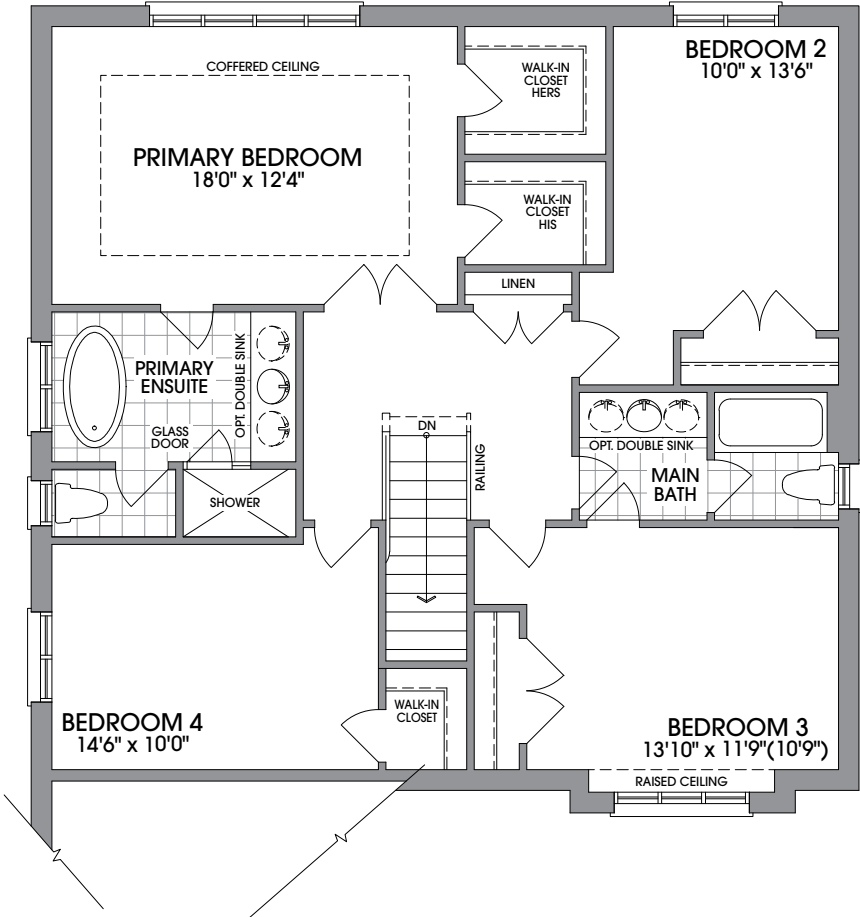 COFFERED CEILING
PRIMARY BEDROOM
18'0" x 12'4"
WALK-IN
CLOSET
HERS
BEDROOM 2
10'0" x 13'6"
WALK-IN
CLOSET
HIS
LINEN
PRIMARY
ENSUITE
OPT. DOUBLE SINK
GLASS
DOOR
SHOWER
DN
RAILING
OPT. DOUBLE SINK
MAIN
BATH
BEDROOM 4
14'6" x 10'0"
WALK-IN
CLOSET
BEDROOM 3
13'10" x 11'9"(10'9")
RAISED CEILING